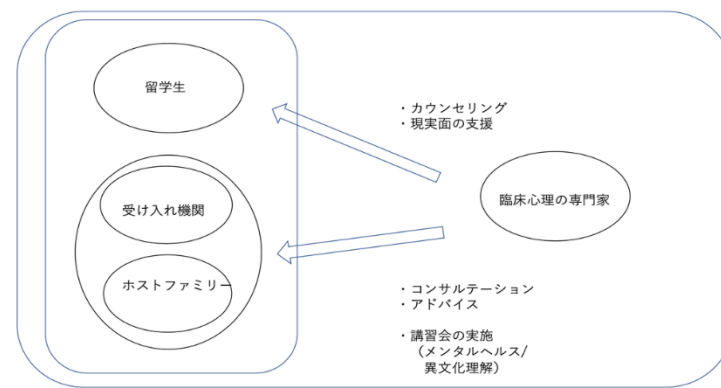 留学生
受け入れ機関
ホストファミリー
・カウンセリング
・現実面の支援
臨床心理の専門家
・コンサルテーション
・アドバイス
・講習会の実施
（メンタルヘルス/
異文化理解）